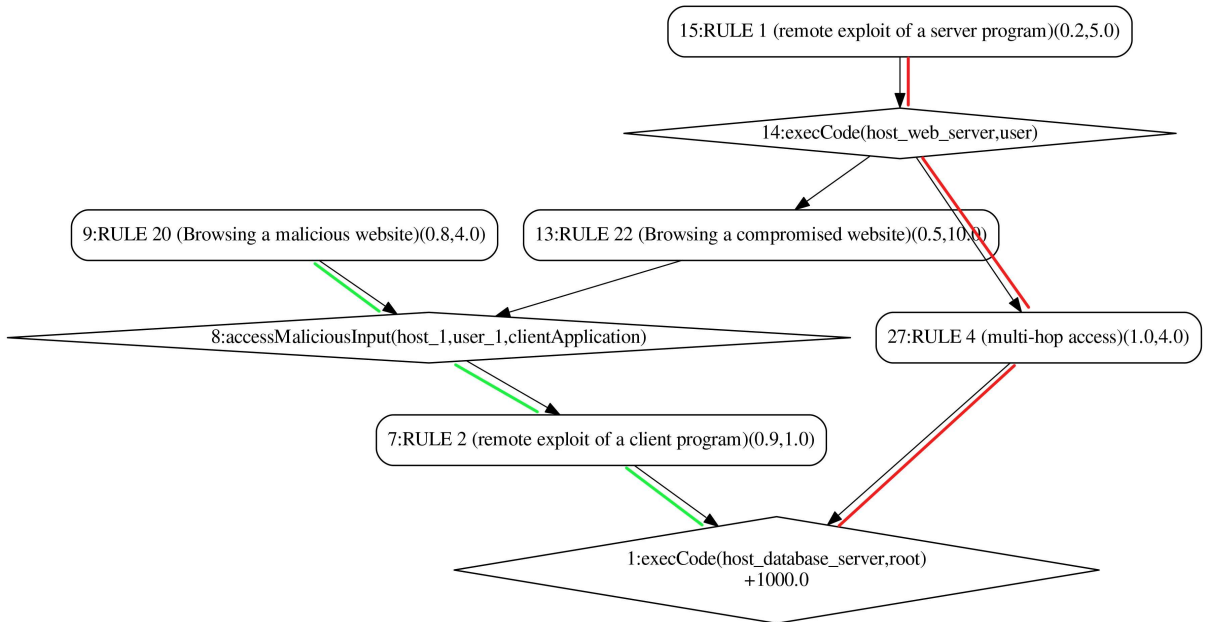 15:RULE 1 (remote exploit of a server program)(0.2,5.0)
14:execCode(host_web_server,user)
9:RULE 20 (Browsing a malicious website)(0.8,4.0)
13:RULE 22 (Browsing a compromised website)(0.5,10.0)
8:accessMaliciousInput(host_1,user_1,clientApplication)
27:RULE 4 (multi-hop access)(1.0,4.0)
7:RULE 2 (remote exploit of a client program)(0.9,1.0)
1:execCode(host_database_server,root)
+1000.0